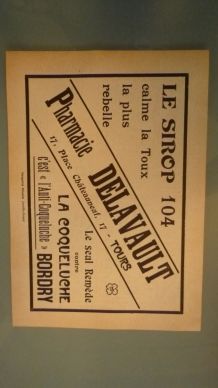 LE SIROP 104
calme la Toux
la plus
rebelle
Pharmacie DELAVAULT
17, Place Châteauneuf, 17 - TOURS
Le seul Remède
contre
LA COQUELUCHE
c'est « l'Anti-Coqueluche » BORDRY